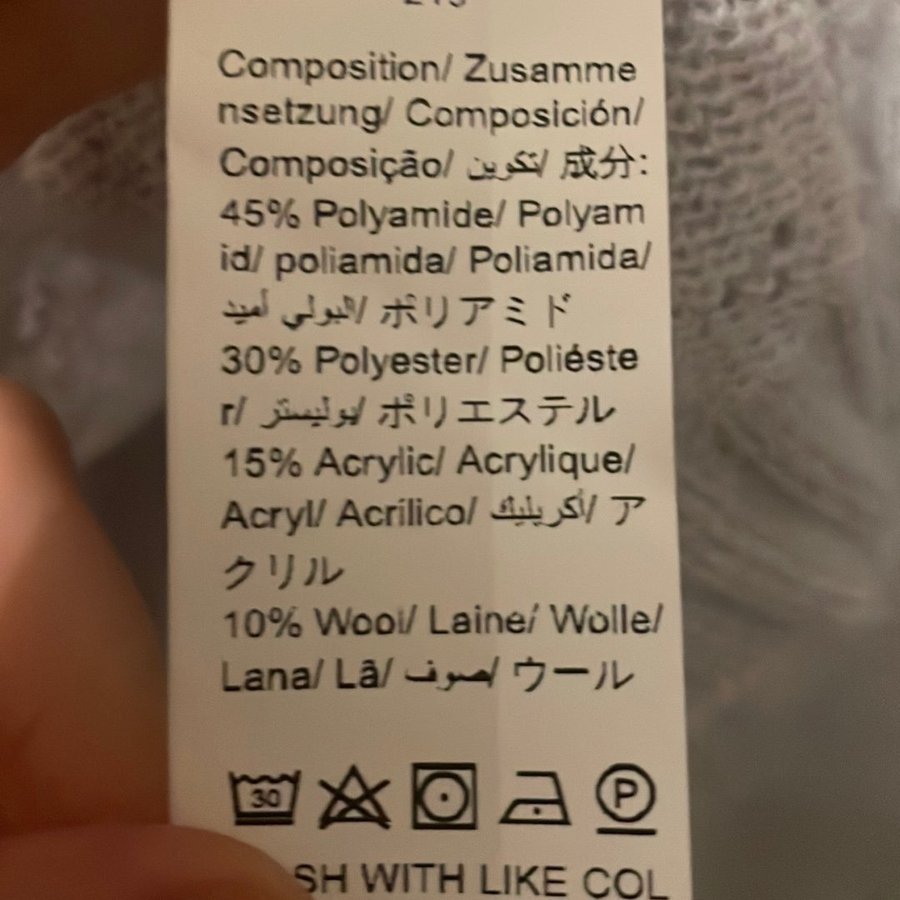 Composition/ Zusamme
nsetzung/ Composición/
Composição/ تكوين/ 成分:
45% Polyamide/ Polyam
id/ poliamida/ Poliamida/
البولي أميد/ ポリアミド
30% Polyester/ Poliéste
r/ بوليستر/ ポリエステル
15% Acrylic/ Acrylique/
Acryl/ Acrílico/ أكريليك/ ア
クリル
10% Wool/ Laine/ Wolle/
Lana/ Lã/ صوف/ ウール
30 P
WITH LIKE